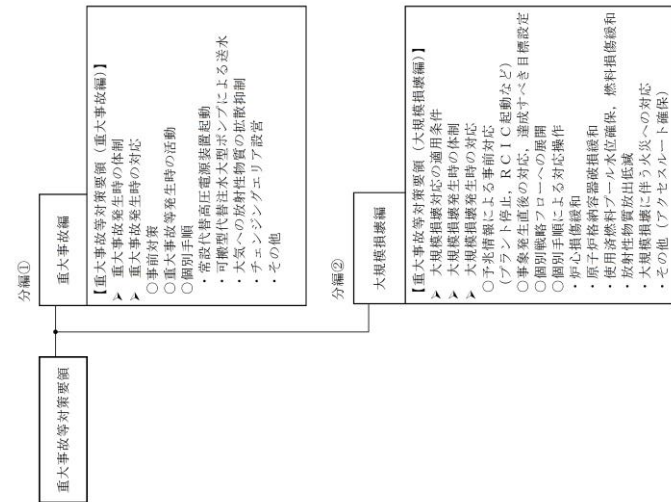 重大事故等対策要領
分編①
重大事故編
【重大事故等対策要領（重大事故編）】
➤ 重大事故発生時の体制
➤ 重大事故発生時の対応
○事前対策
○重大事故等発生時の活動
○個別手順
・常設代替高圧電源装置起動
・可搬型代替注水大型ポンプによる送水
・大気への放射性物質の拡散抑制
・チェンジングエリア設営
・その他
分編②
大規模損壊編
【重大事故等対策要領（大規模損壊編）】
➤ 大規模損壊対応の適用条件
➤ 大規模損壊発生時の体制
➤ 大規模損壊発生時の対応
○予兆情報による事前対応
（プラント停止，ＲＣＩＣ起動など）
○事象発生直後の対応，達成すべき目標設定
○個別戦略フローへの展開
○個別手順による対応操作
・炉心損傷緩和
・原子炉格納容器破損緩和
・使用済燃料プール水位確保，燃料損傷緩和
・放射性物質放出低減
・大規模損壊に伴う火災への対応
・その他（アクセスルート確保）